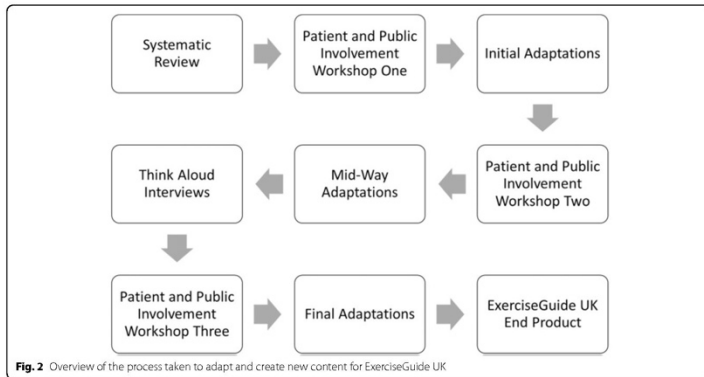 Systematic
Review
Patient and Public
Involvement
Workshop One
Initial Adaptations
Patient and Public
Involvement
Workshop Two
Mid-Way
Adaptations
Think Aloud
Interviews
Patient and Public
Involvement
Workshop Three
Final Adaptations
ExerciseGuide UK
End Product
Fig. 2 Overview of the process taken to adapt and create new content for ExerciseGuide UK